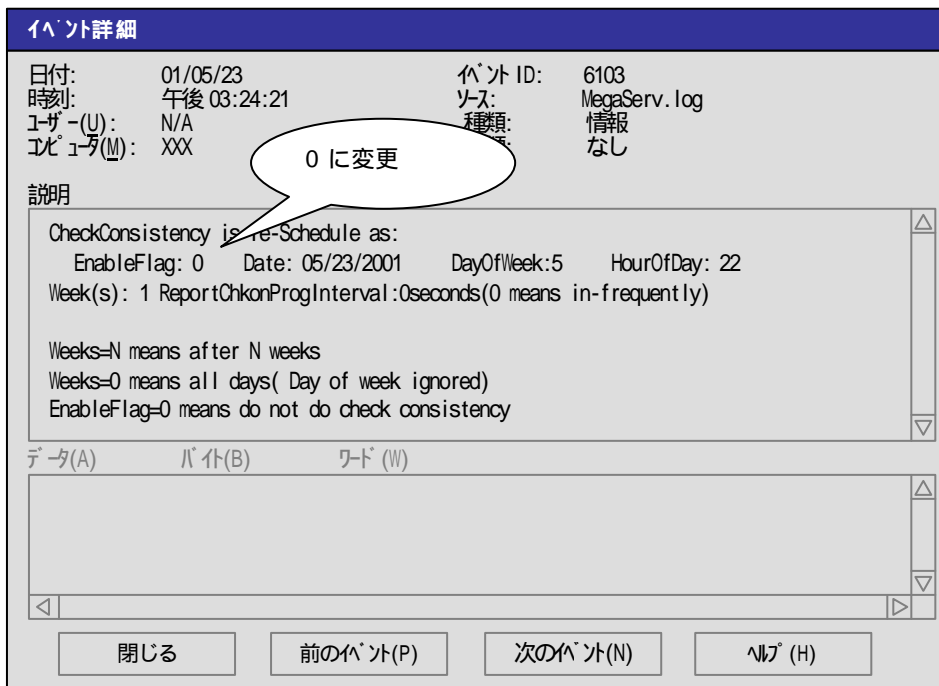 イベント詳細
日付: 01/05/23 イベント ID: 6103
時刻: 午後 03:24:21 ソース: MegaServ.log
ユーザー(U): N/A 種類: 情報
コンピュータ(M): XXX なし
0 に変更
説明
CheckConsistency is re-Schedule as:
EnableFlag: 0 Date: 05/23/2001 DayOfWeek:5 HourOfDay: 22
Week(s): 1 ReportChkonProgInterval:0seconds(0 means in-frequently)
Weeks=N means after N weeks
Weeks=0 means all days( Day of week ignored)
EnableFlag=0 means do not do check consistency
データ(A) バイト(B) ワード(W)
閉じる 前のイベント(P) 次のイベント(N) ヘルプ(H)